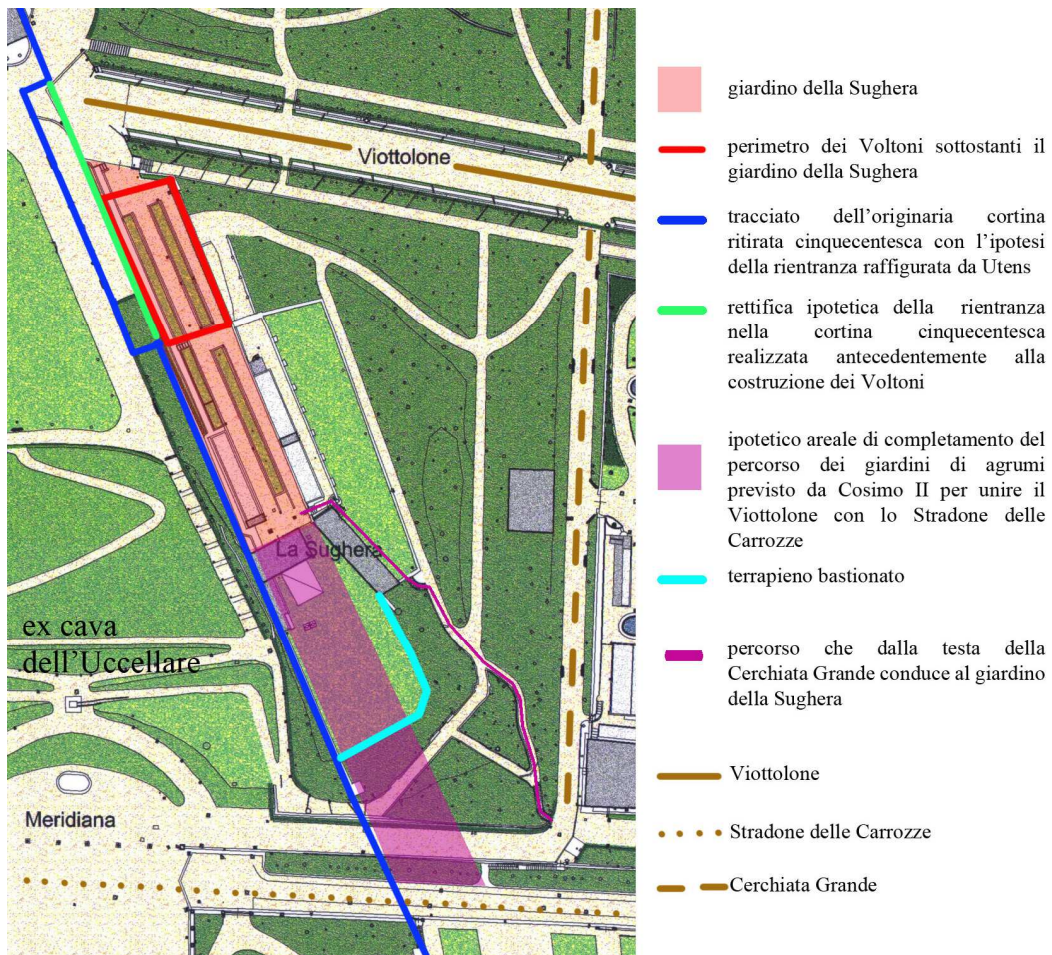 Viottolone
La Sughera
ex cava
dell'Uccellare
Meridiana
giardino della Sughera
perimetro dei Voltoni sottostanti il
giardino della Sughera
tracciato dell'originaria cortina
ritirata cinquecentesca con l'ipotesi
della rientranza raffigurata da Utens
rettifica ipotetica della rientranza
nella cortina cinquecentesca
realizzata antecedentemente alla
costruzione dei Voltoni
ipotetico areale di completamento del
percorso dei giardini di agrumi
previsto da Cosimo II per unire il
Viottolone con lo Stradone delle
Carrozze
terrapieno bastionato
percorso che dalla testa della
Cerchiata Grande conduce al giardino
della Sughera
Viottolone
Stradone delle Carrozze
Cerchiata Grande